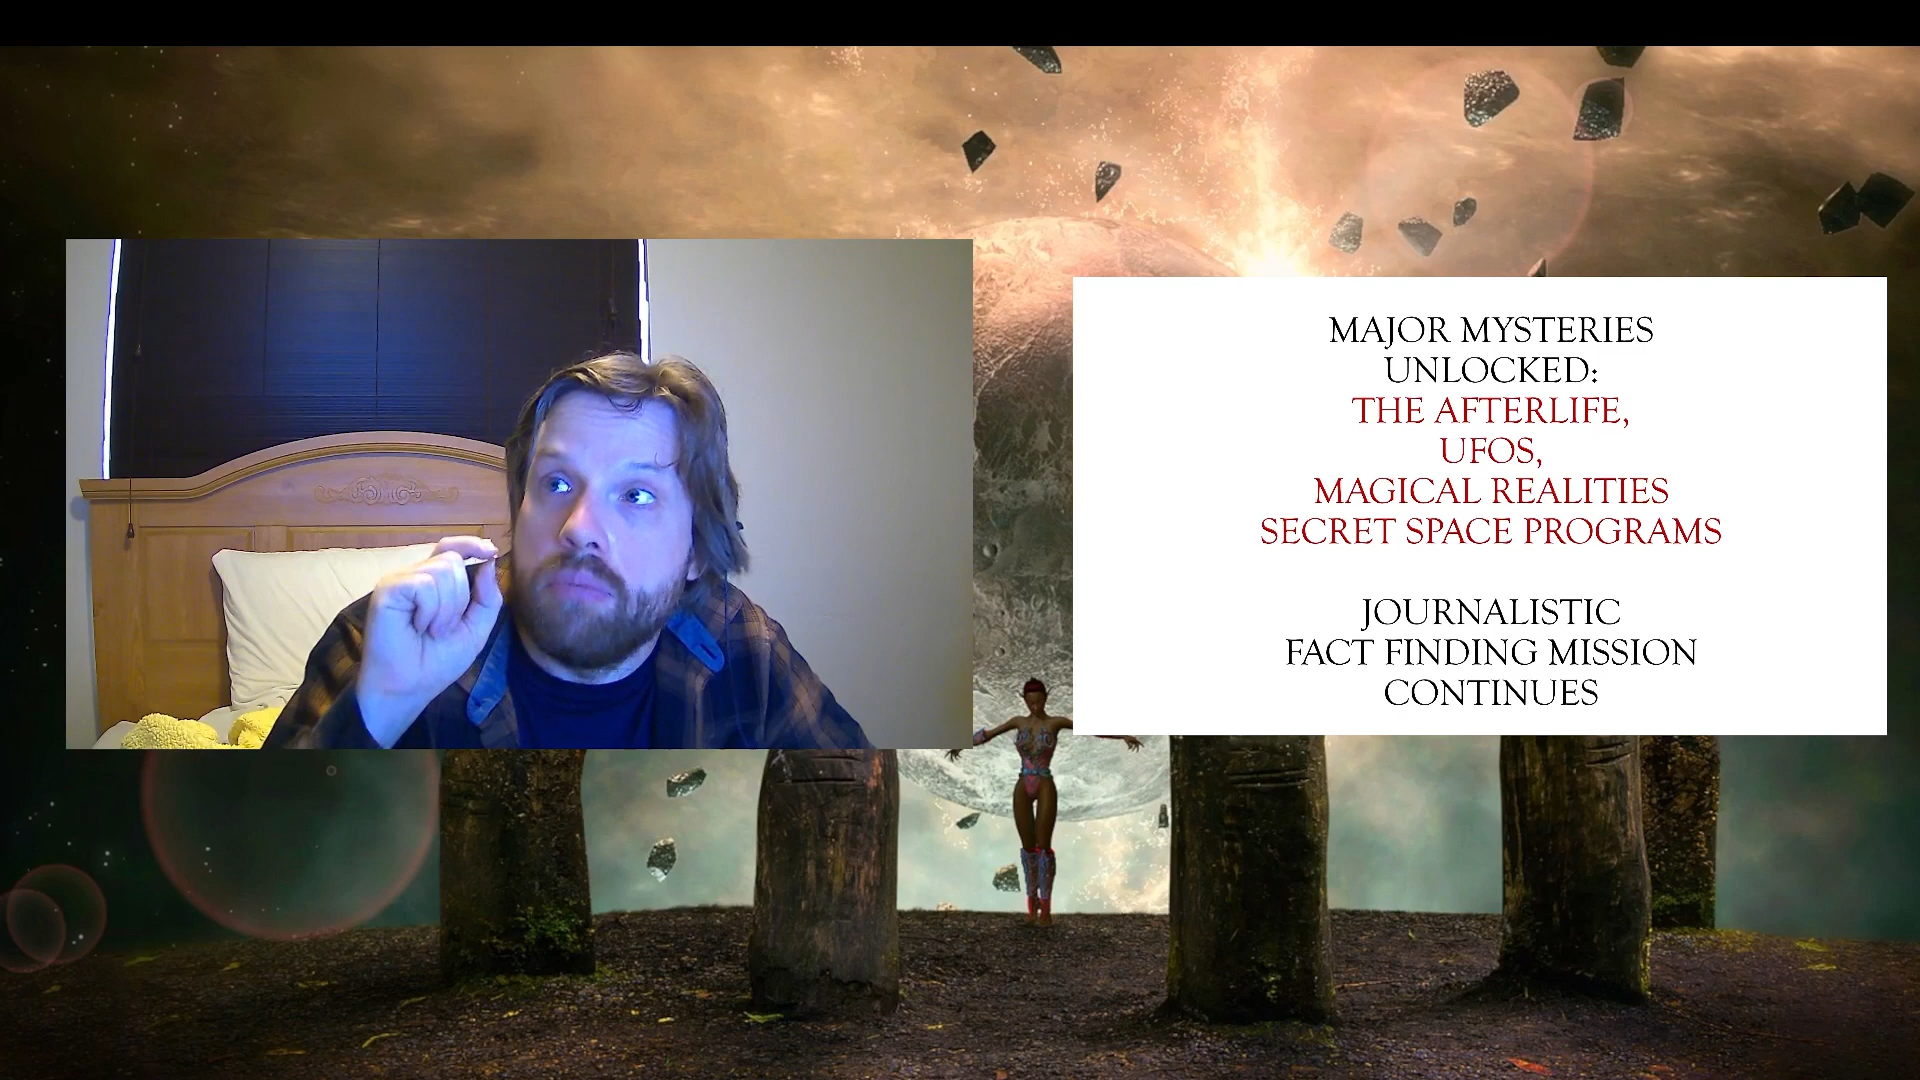 MAJOR MYSTERIES
UNLOCKED:
THE AFTERLIFE,
UFOS,
MAGICAL REALITIES
SECRET SPACE PROGRAMS
JOURNALISTIC
FACT FINDING MISSION
CONTINUES